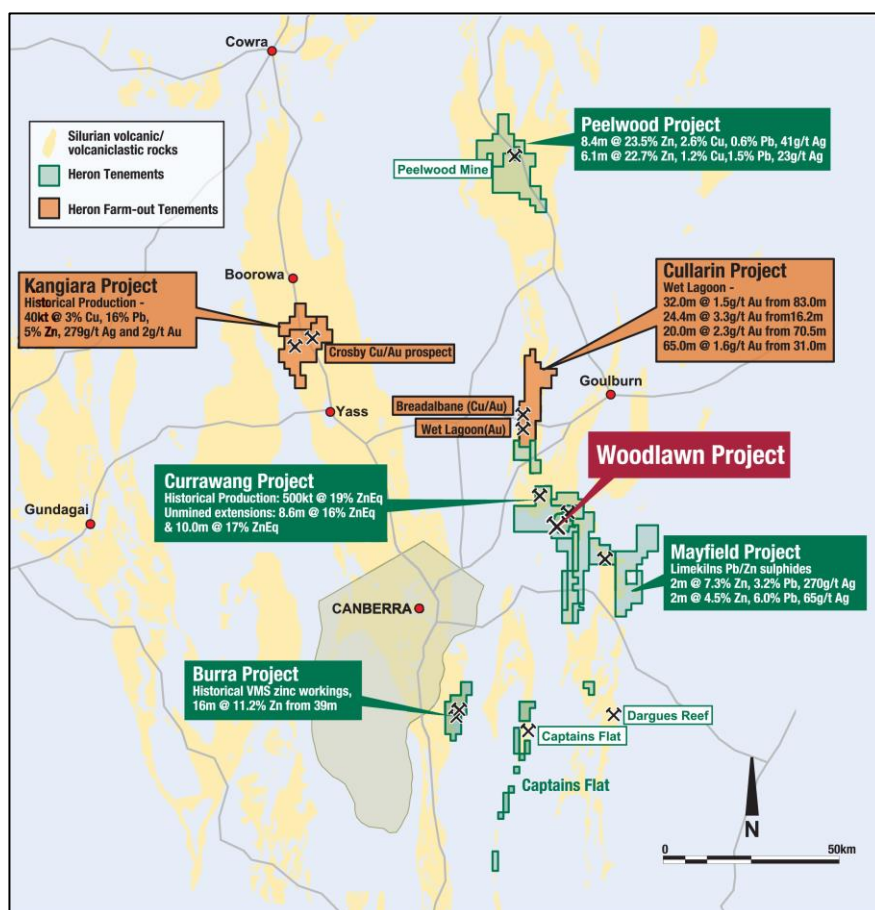 Cowra
Silurian volcanic/
volcaniclastic rocks
Heron Tenements
Heron Farm-out Tenements
Peelwood Project
8.4m @ 23.5% Zn, 2.6% Cu, 0.6% Pb, 41g/t Ag
6.1m @ 22.7% Zn, 1.2% Cu,1.5% Pb, 23g/t Ag
Peelwood Mine
Boorowa
Kangiara Project
Historical Production -
40kt @ 3% Cu, 16% Pb,
5% Zn, 279g/t Ag and 2g/t Au
Crosby Cu/Au prospect
Cullarin Project
Wet Lagoon -
32.0m @ 1.5g/t Au from 83.0m
24.4m @ 3.3g/t Au from16.2m
20.0m @ 2.3g/t Au from 70.5m
65.0m @ 1.6g/t Au from 31.0m
Goulburn
Yass
Breadalbane (Cu/Au)
Wet Lagoon(Au)
Woodlawn Project
Currawang Project
Historical Production: 500kt @ 19% ZnEq
Unmined extensions: 8.6m @ 16% ZnEq
& 10.0m @ 17% ZnEq
Gundagai
Mayfield Project
Limekilns Pb/Zn sulphides
2m @ 7.3% Zn, 3.2% Pb, 270g/t Ag
2m @ 4.5% Zn, 6.0% Pb, 65g/t Ag
CANBERRA
Burra Project
Historical VMS zinc workings,
16m @ 11.2% Zn from 39m
Dargues Reef
Captains Flat
Captains Flat
N
0
50km